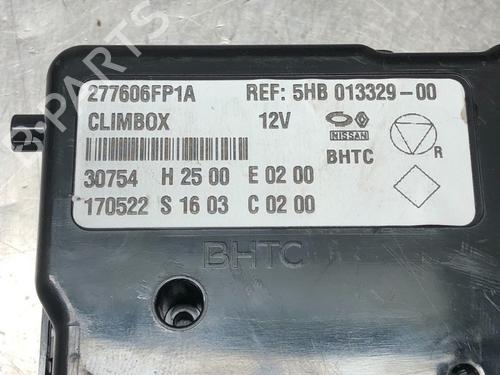 277606FP1A REF: 5HB 013329-00
CLIMBOX 12V
NISSAN
BHTC R
30754 H 25 00 E 02 00
170522 S 16 03 C 02 00
BHTC
PARTS